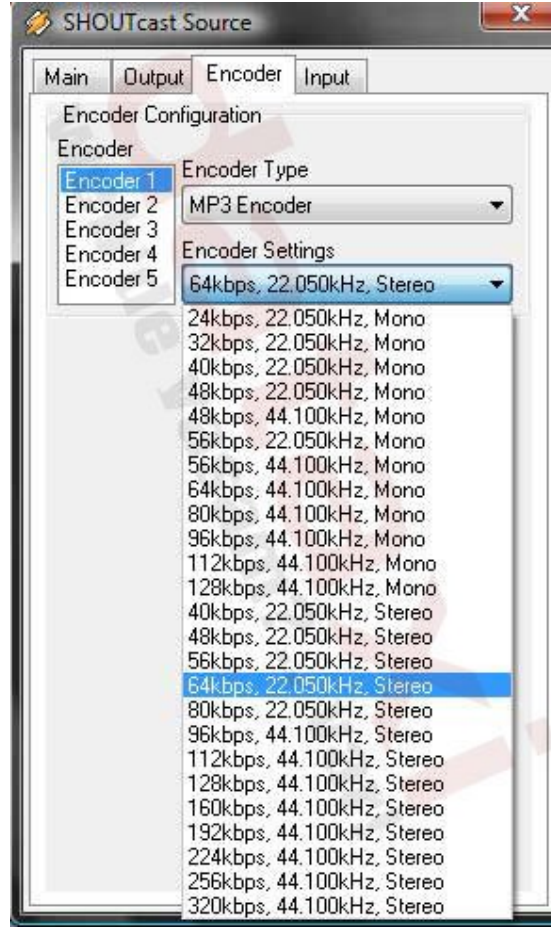 SHOUTcast Source
Main Output Encoder Input
Encoder Configuration
Encoder
Encoder 1
Encoder 2
Encoder 3
Encoder 4
Encoder 5
Encoder Type
MP3 Encoder
Encoder Settings
64kbps, 22.050kHz, Stereo
24kbps, 22.050kHz, Mono
32kbps, 22.050kHz, Mono
40kbps, 22.050kHz, Mono
48kbps, 22.050kHz, Mono
48kbps, 44.100kHz, Mono
56kbps, 22.050kHz, Mono
56kbps, 44.100kHz, Mono
64kbps, 44.100kHz, Mono
80kbps, 44.100kHz, Mono
96kbps, 44.100kHz, Mono
112kbps, 44.100kHz, Mono
128kbps, 44.100kHz, Mono
40kbps, 22.050kHz, Stereo
48kbps, 22.050kHz, Stereo
56kbps, 22.050kHz, Stereo
64kbps, 22.050kHz, Stereo
80kbps, 22.050kHz, Stereo
96kbps, 44.100kHz, Stereo
112kbps, 44.100kHz, Stereo
128kbps, 44.100kHz, Stereo
160kbps, 44.100kHz, Stereo
192kbps, 44.100kHz, Stereo
224kbps, 44.100kHz, Stereo
256kbps, 44.100kHz, Stereo
320kbps, 44.100kHz, Stereo